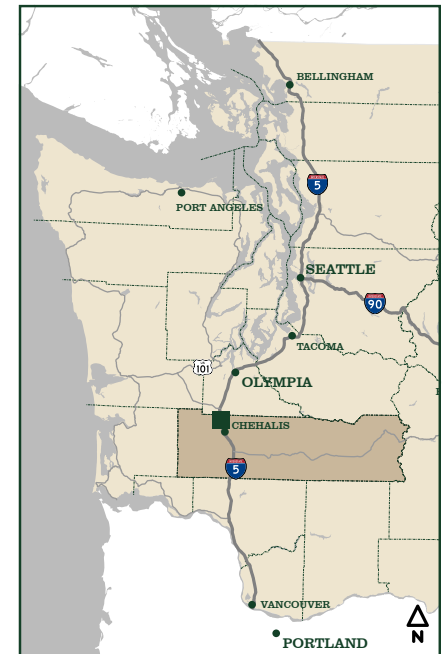 BELLINGHAM
5
PORT ANGELES
SEATTLE
90
TACOMA
101
OLYMPIA
CHEHALIS
5
VANCOUVER
N
PORTLAND